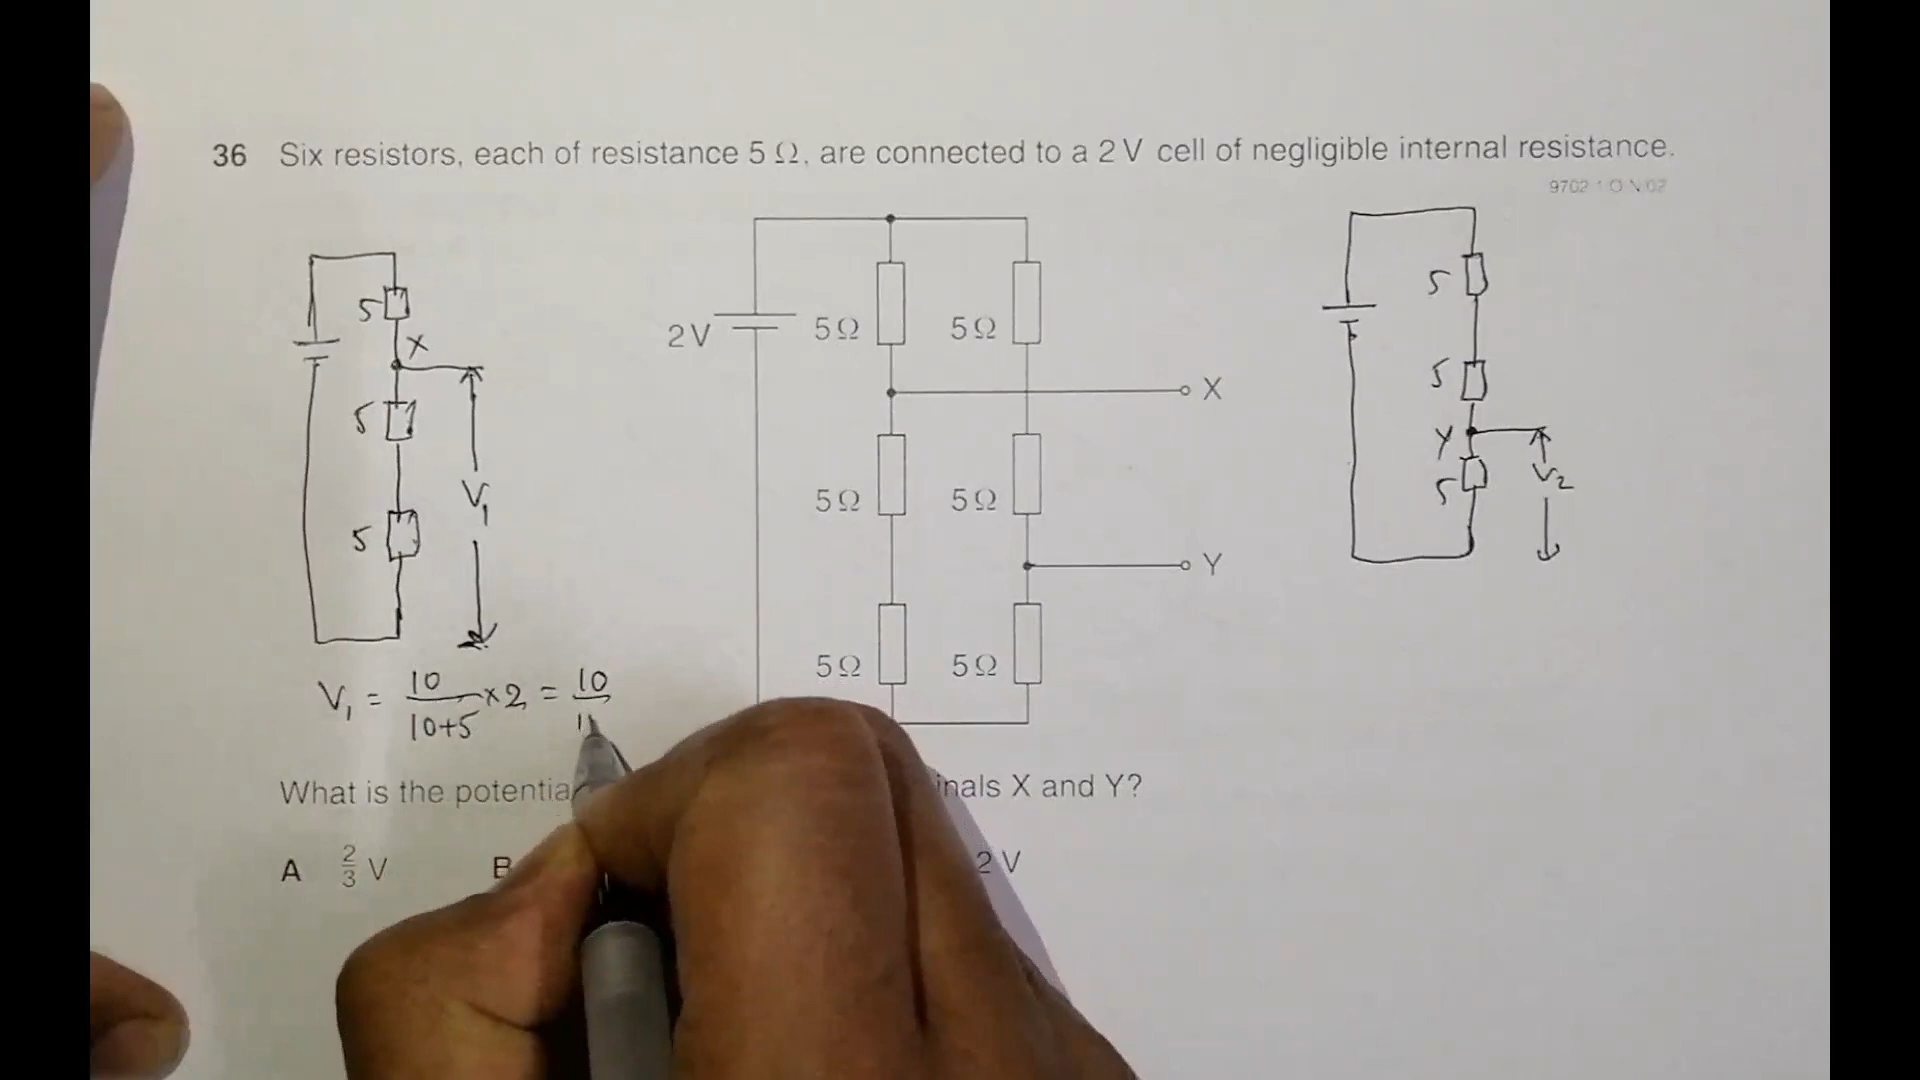 36 Six resistors, each of resistance 5 Ω, are connected to a 2 V cell of negligible internal resistance.
9702
5
X
5
V₁
5
2 V
5 Ω
5 Ω
X
5 Ω
5 Ω
Y
5 Ω
5 Ω
5
5
Y
V₂
5
V₁ = 10/10+5 × 2 = 10/
What is the
X and Y?
A 2/3 V
2 V